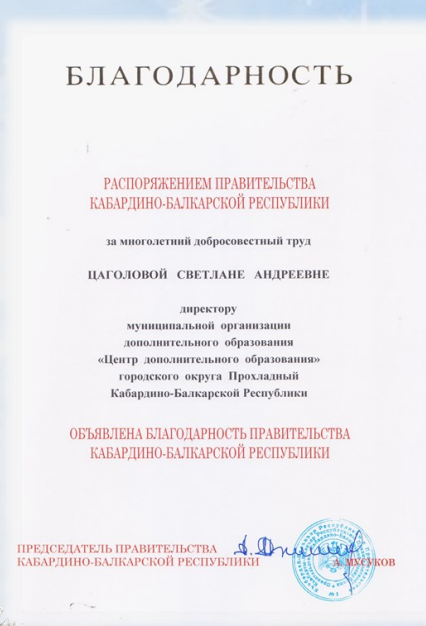 БЛАГОДАРНОСТЬ
РАСПОРЯЖЕНИЕМ ПРАВИТЕЛЬСТВА
КАБАРДИНО-БАЛКАРСКОЙ РЕСПУБЛИКИ
за многолетний добросовестный труд
ЦАГОЛОВОЙ СВЕТЛАНЕ АНДРЕЕВНЕ
директору
муниципальной организации
дополнительного образования
«Центр дополнительного образования»
городского округа Прохладный
Кабардино-Балкарской Республики
ОБЪЯВЛЕНА БЛАГОДАРНОСТЬ ПРАВИТЕЛЬСТВА
КАБАРДИНО-БАЛКАРСКОЙ РЕСПУБЛИКИ
ПРЕДСЕДАТЕЛЬ ПРАВИТЕЛЬСТВА
КАБАРДИНО-БАЛКАРСКОЙ РЕСПУБЛИКИ А. МУСУКОВ